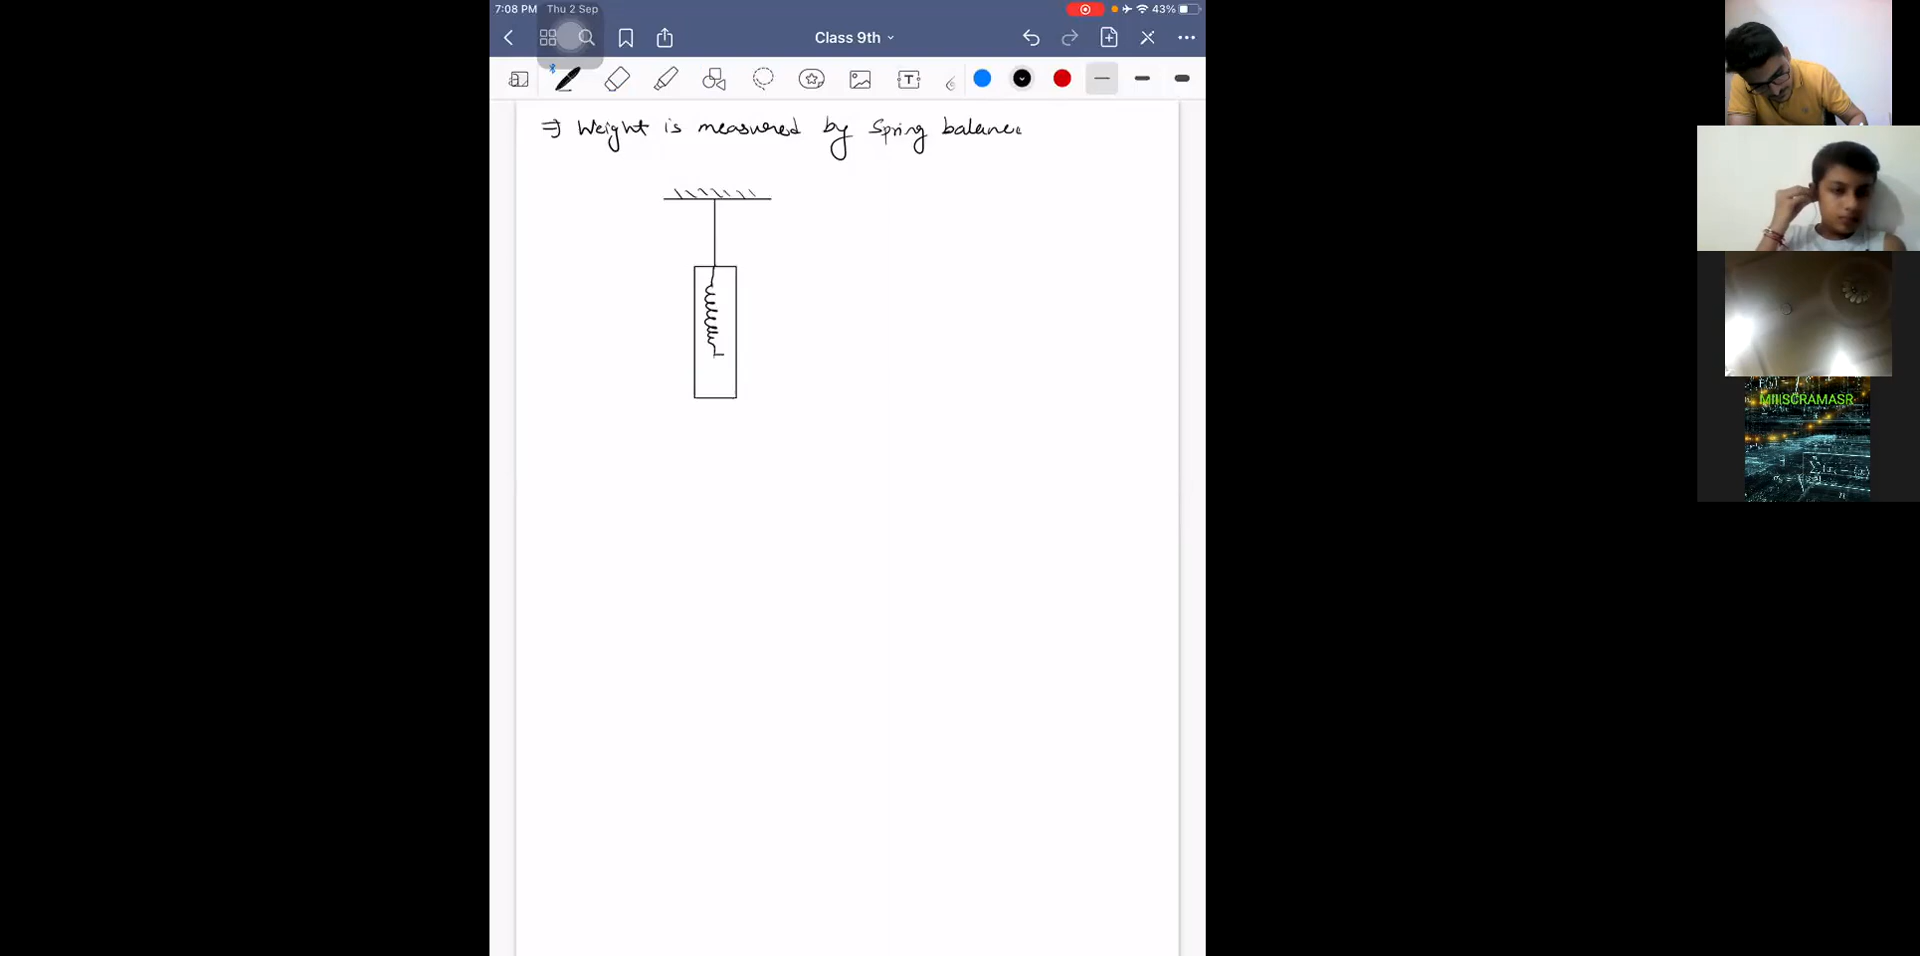 7:08 PM Thu 2 Sep 43%
Class 9th
T
⇒ Weight is measured by Spring balance
MIISCRAMASR